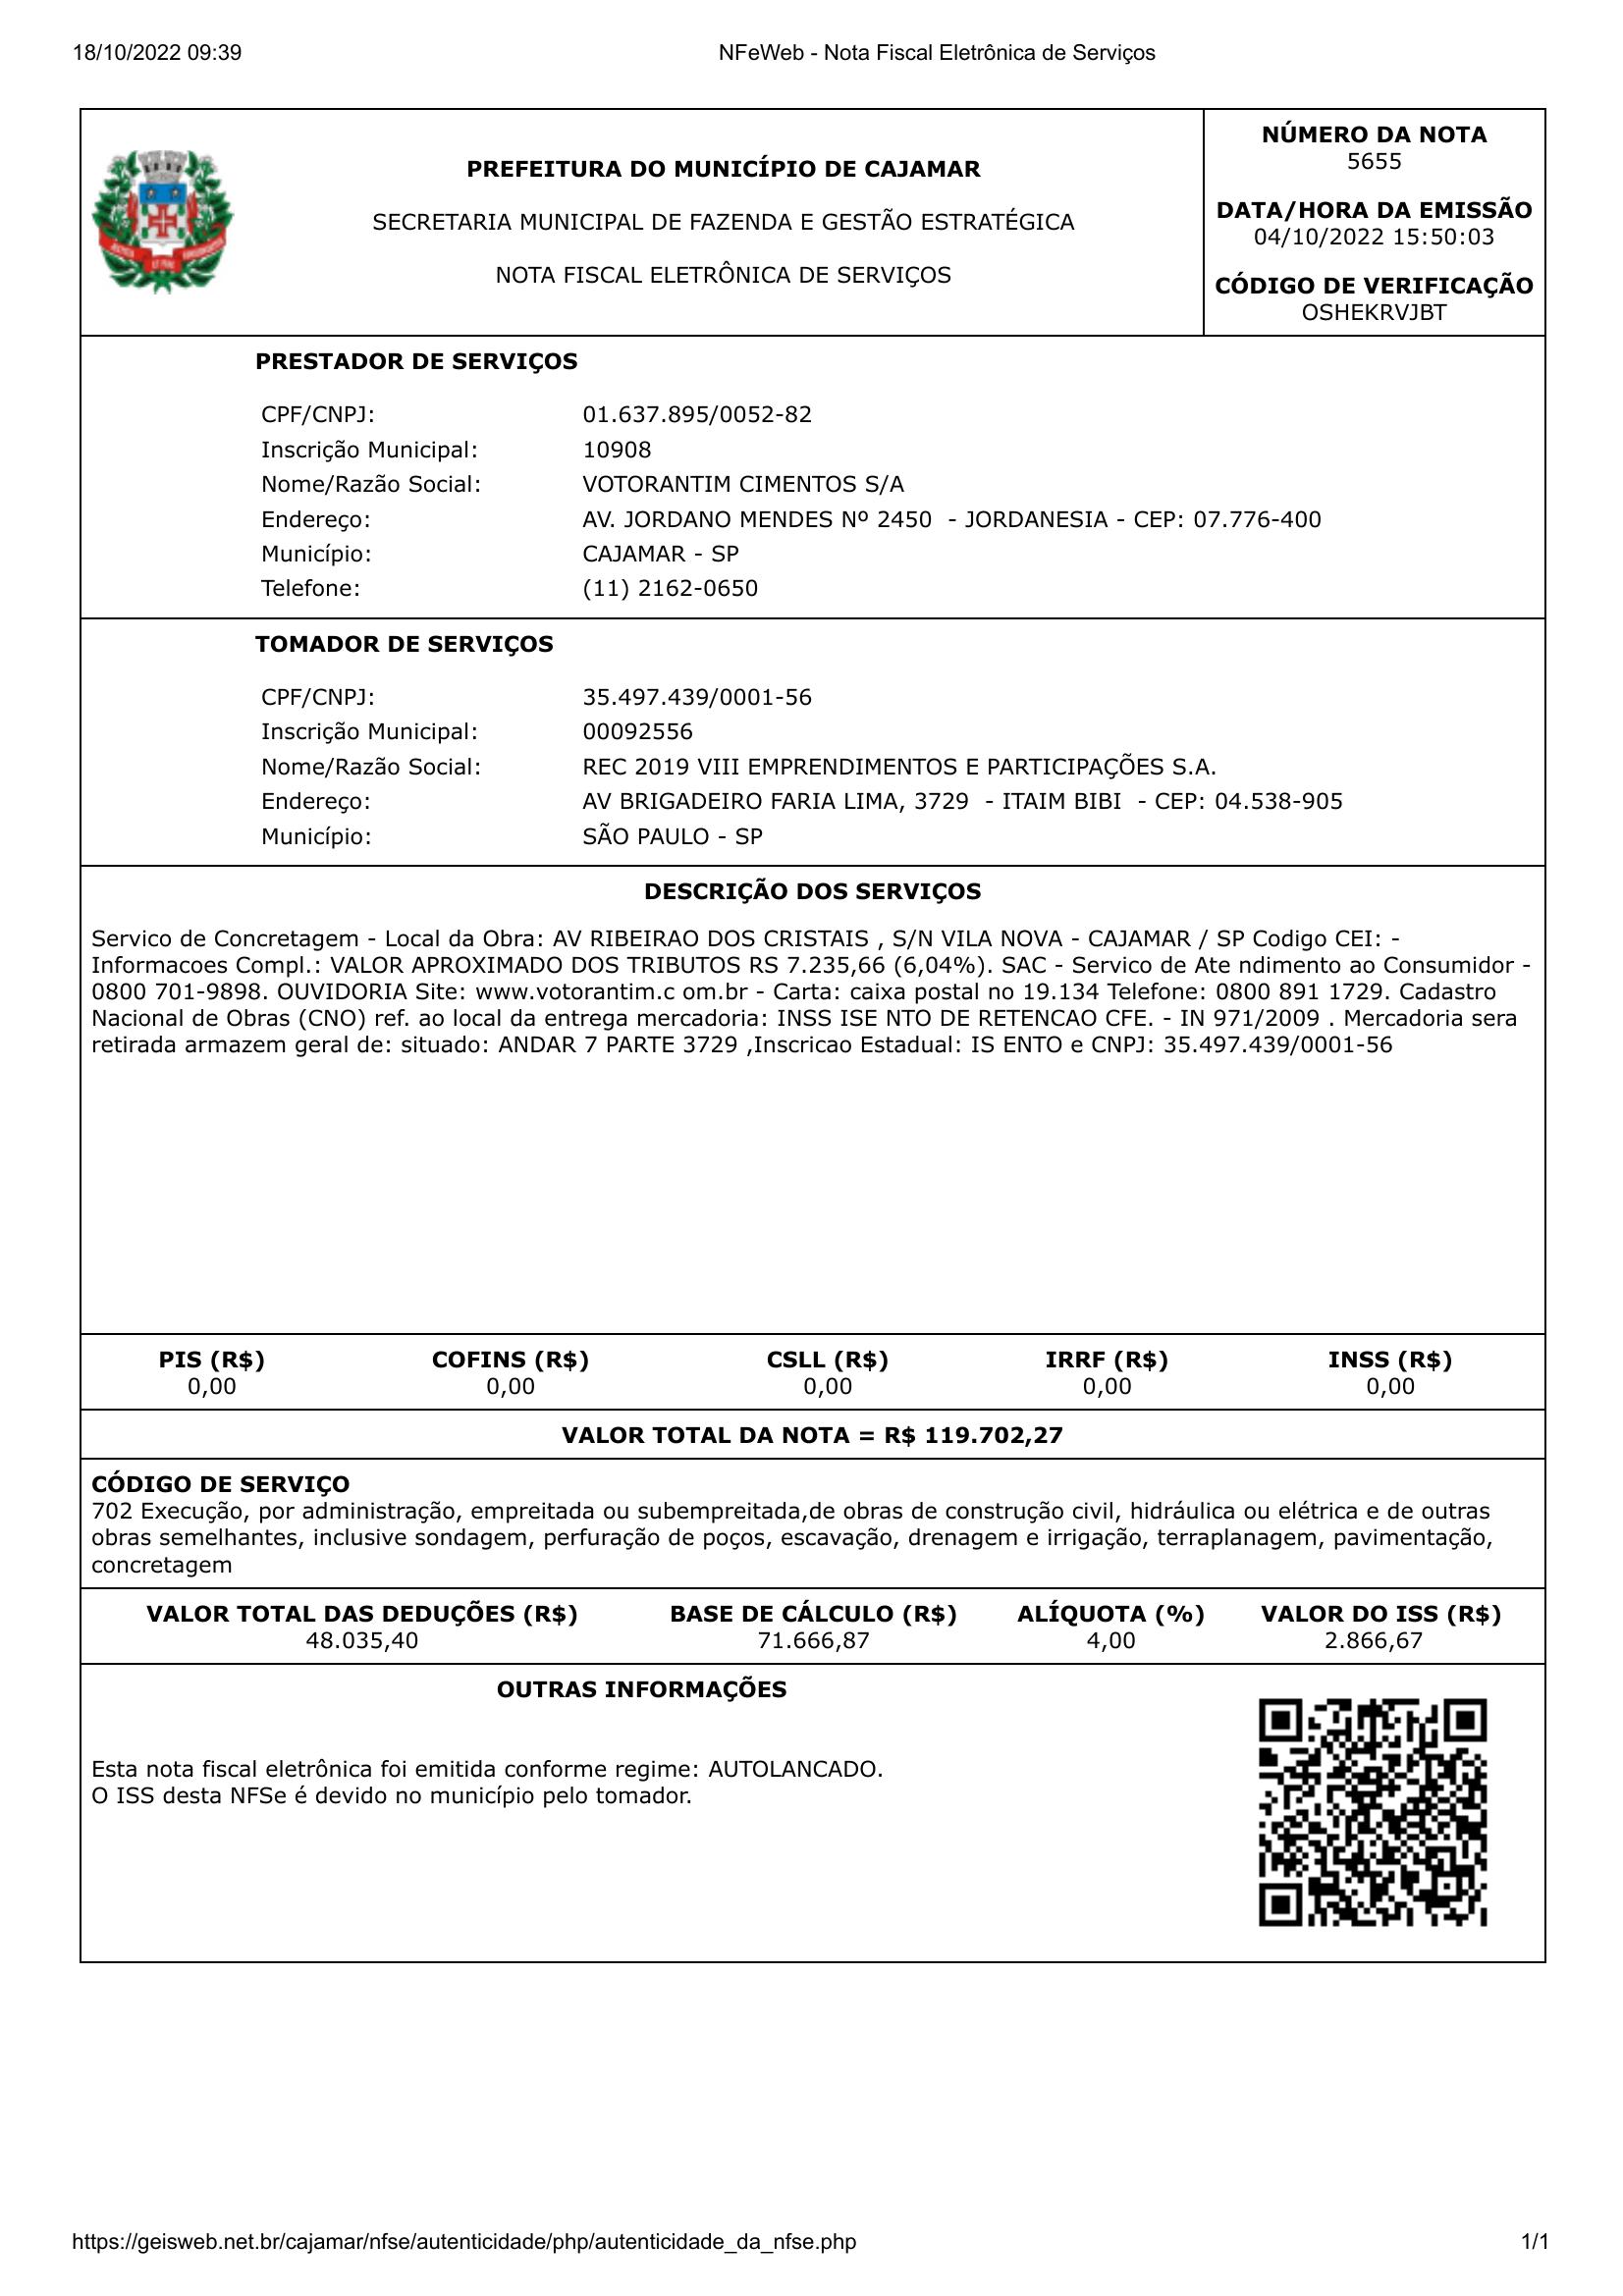 18/10/2022 09:39
NFeWeb - Nota Fiscal Eletrônica de Serviços
PREFEITURA DO MUNICÍPIO DE CAJAMAR
SECRETARIA MUNICIPAL DE FAZENDA E GESTÃO ESTRATÉGICA
NOTA FISCAL ELETRÔNICA DE SERVIÇOS
NÚMERO DA NOTA
5655
DATA/HORA DA EMISSÃO
04/10/2022 15:50:03
CÓDIGO DE VERIFICAÇÃO
OSHEKRVJBT
PRESTADOR DE SERVIÇOS
CPF/CNPJ: 01.637.895/0052-82
Inscrição Municipal: 10908
Nome/Razão Social: VOTORANTIM CIMENTOS S/A
Endereço: AV. JORDANO MENDES Nº 2450 - JORDANESIA - CEP: 07.776-400
Município: CAJAMAR - SP
Telefone: (11) 2162-0650
TOMADOR DE SERVIÇOS
CPF/CNPJ: 35.497.439/0001-56
Inscrição Municipal: 00092556
Nome/Razão Social: REC 2019 VIII EMPRENDIMENTOS E PARTICIPAÇÕES S.A.
Endereço: AV BRIGADEIRO FARIA LIMA, 3729 - ITAIM BIBI - CEP: 04.538-905
Município: SÃO PAULO - SP
DESCRIÇÃO DOS SERVIÇOS
Servico de Concretagem - Local da Obra: AV RIBEIRAO DOS CRISTAIS , S/N VILA NOVA - CAJAMAR / SP Codigo CEI: -
Informacoes Compl.: VALOR APROXIMADO DOS TRIBUTOS RS 7.235,66 (6,04%). SAC - Servico de Ate ndimento ao Consumidor -
0800 701-9898. OUVIDORIA Site: www.votorantim.c om.br - Carta: caixa postal no 19.134 Telefone: 0800 891 1729. Cadastro
Nacional de Obras (CNO) ref. ao local da entrega mercadoria: INSS ISE NTO DE RETENCAO CFE. - IN 971/2009 . Mercadoria sera
retirada armazem geral de: situado: ANDAR 7 PARTE 3729 ,Inscricao Estadual: IS ENTO e CNPJ: 35.497.439/0001-56
PIS (R$) COFINS (R$) CSLL (R$) IRRF (R$) INSS (R$)
0,00 0,00 0,00 0,00 0,00
VALOR TOTAL DA NOTA = R$ 119.702,27
CÓDIGO DE SERVIÇO
702 Execução, por administração, empreitada ou subempreitada,de obras de construção civil, hidráulica ou elétrica e de outras
obras semelhantes, inclusive sondagem, perfuração de poços, escavação, drenagem e irrigação, terraplanagem, pavimentação,
concretagem
VALOR TOTAL DAS DEDUÇÕES (R$) BASE DE CÁLCULO (R$) ALÍQUOTA (%) VALOR DO ISS (R$)
48.035,40 71.666,87 4,00 2.866,67
OUTRAS INFORMAÇÕES
Esta nota fiscal eletrônica foi emitida conforme regime: AUTOLANCADO.
O ISS desta NFSe é devido no município pelo tomador.
https://geisweb.net.br/cajamar/nfse/autenticidade/php/autenticidade_da_nfse.php
1/1